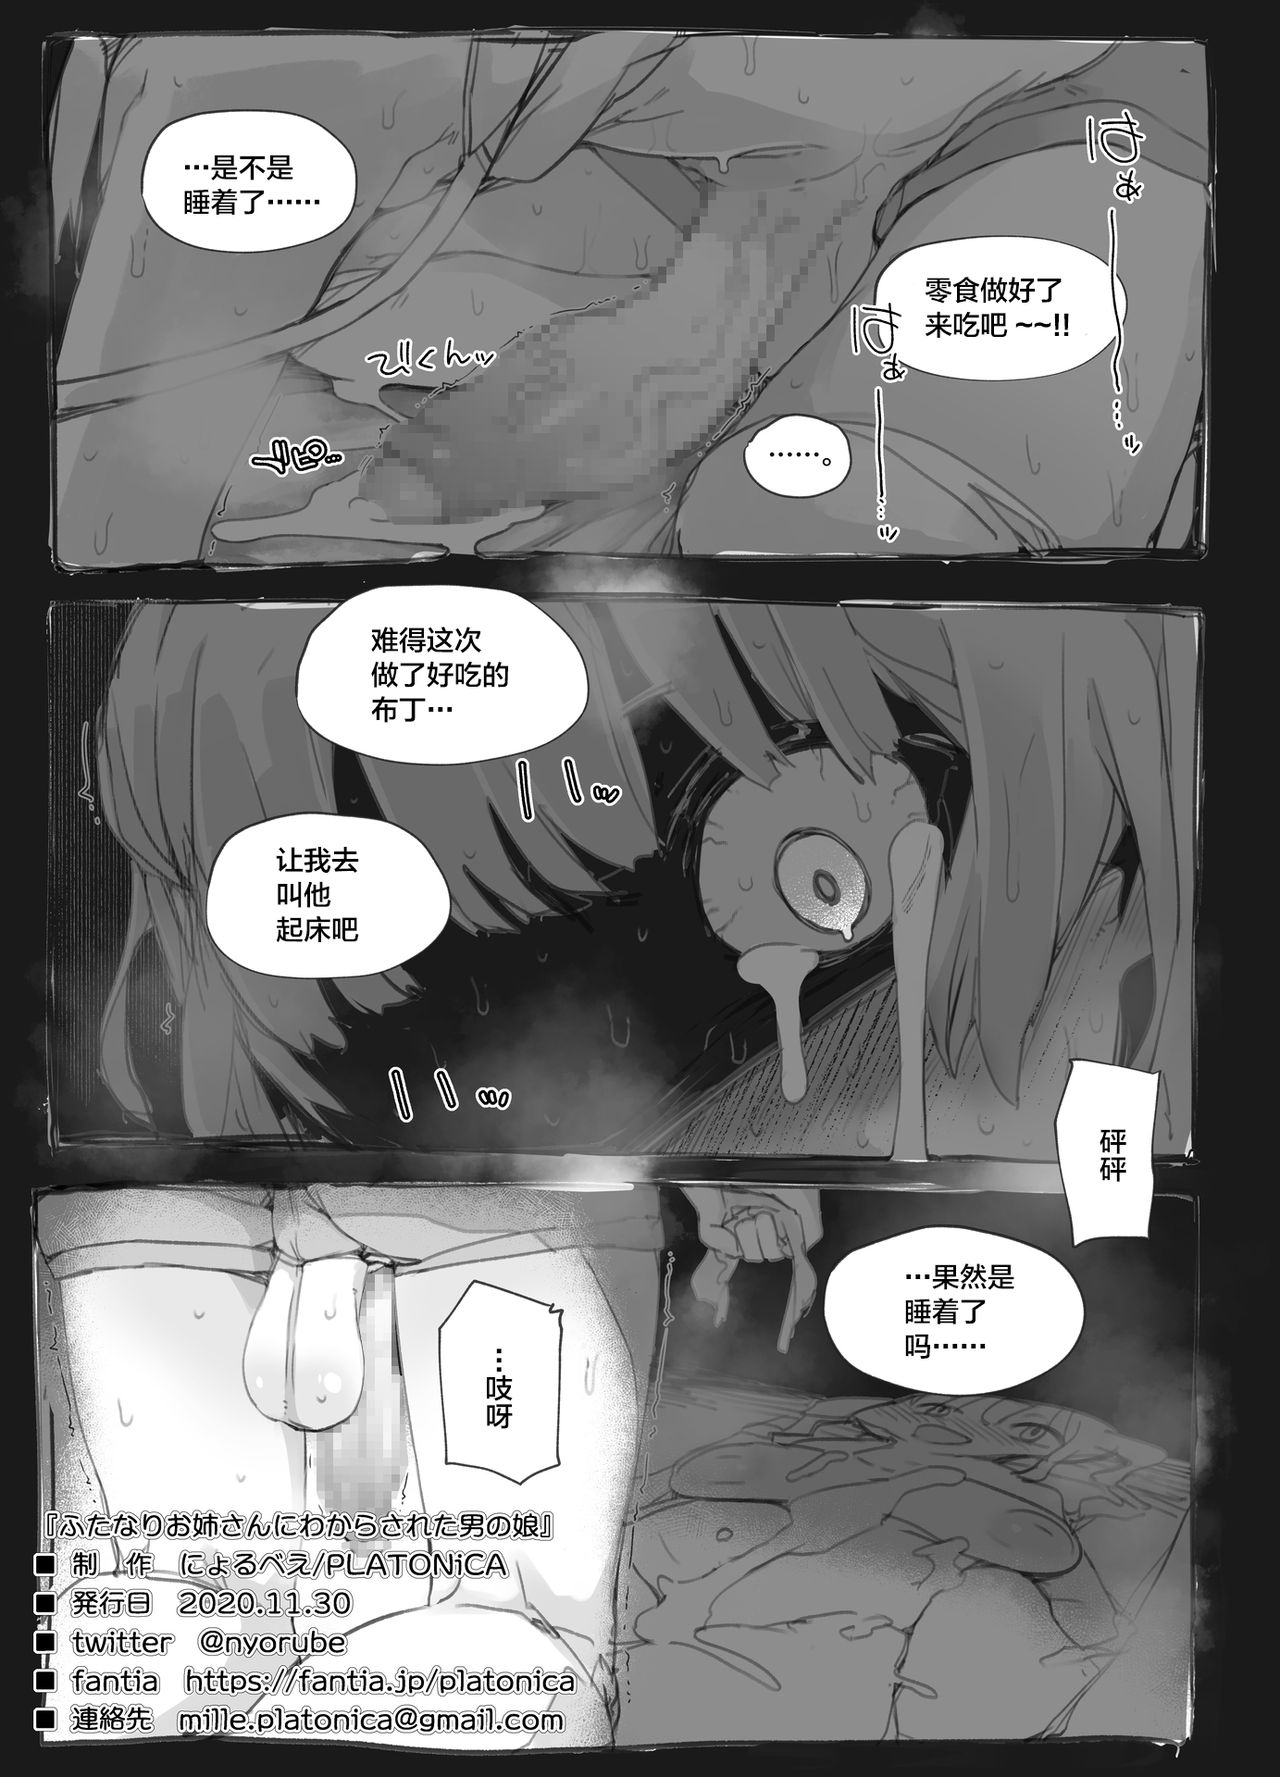 零食做好了
来吃吧 ~~!!
…是不是
睡着了……
むぁ
むぁ
びくんッ
……。
难得这次
做了好吃的
布丁…
让我去
叫他
起床吧
砰砰
…果然是
睡着了
吗……
…吱呀
『ふたなりお姉さんにわからされた男の娘』
■ 制 作 にょるべえ/PLATONiCA
■ 発行日 2020.11.30
■ twitter @nyorube
■ fantia https://fantia.jp/platonica
■ 連絡先 mille.platonica@gmail.com